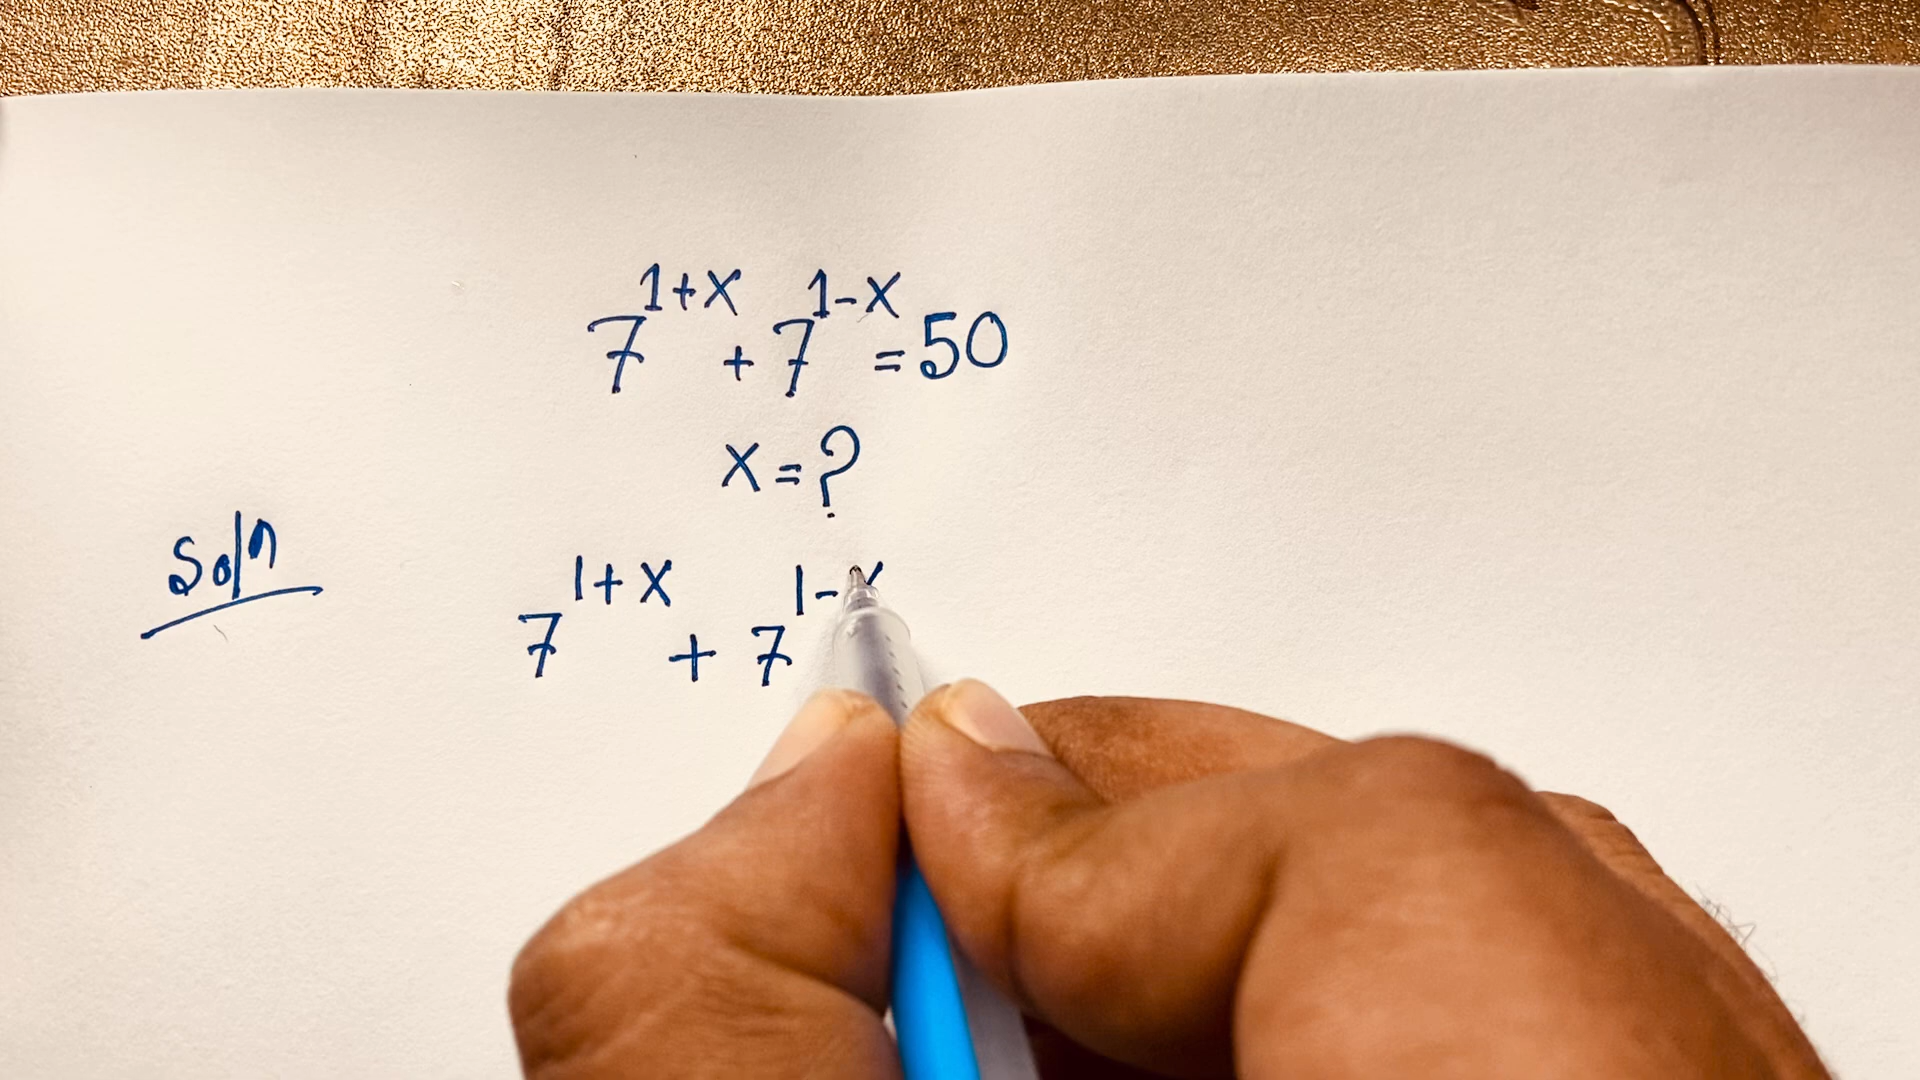 7^{1+x} + 7^{1-x} = 50
x = ?
Soln
7^{1+x} + 7^{1-x}